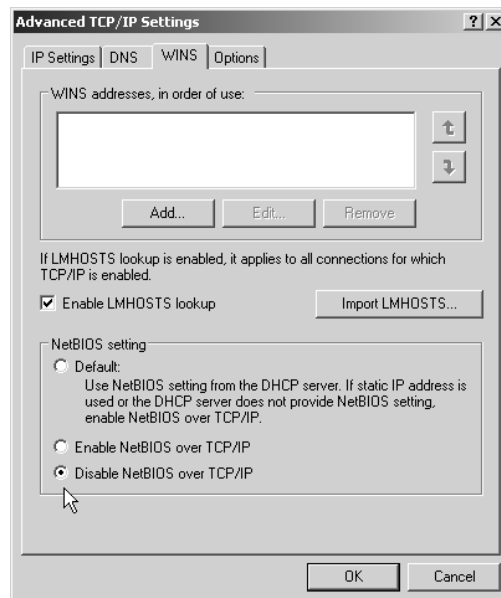 Advanced TCP/IP Settings
IP Settings DNS WINS Options
WINS addresses, in order of use:
Add... Edit... Remove
If LMHOSTS lookup is enabled, it applies to all connections for which
TCP/IP is enabled.
Enable LMHOSTS lookup Import LMHOSTS...
NetBIOS setting
Default:
Use NetBIOS setting from the DHCP server. If static IP address is
used or the DHCP server does not provide NetBIOS setting,
enable NetBIOS over TCP/IP.
Enable NetBIOS over TCP/IP
Disable NetBIOS over TCP/IP
OK Cancel